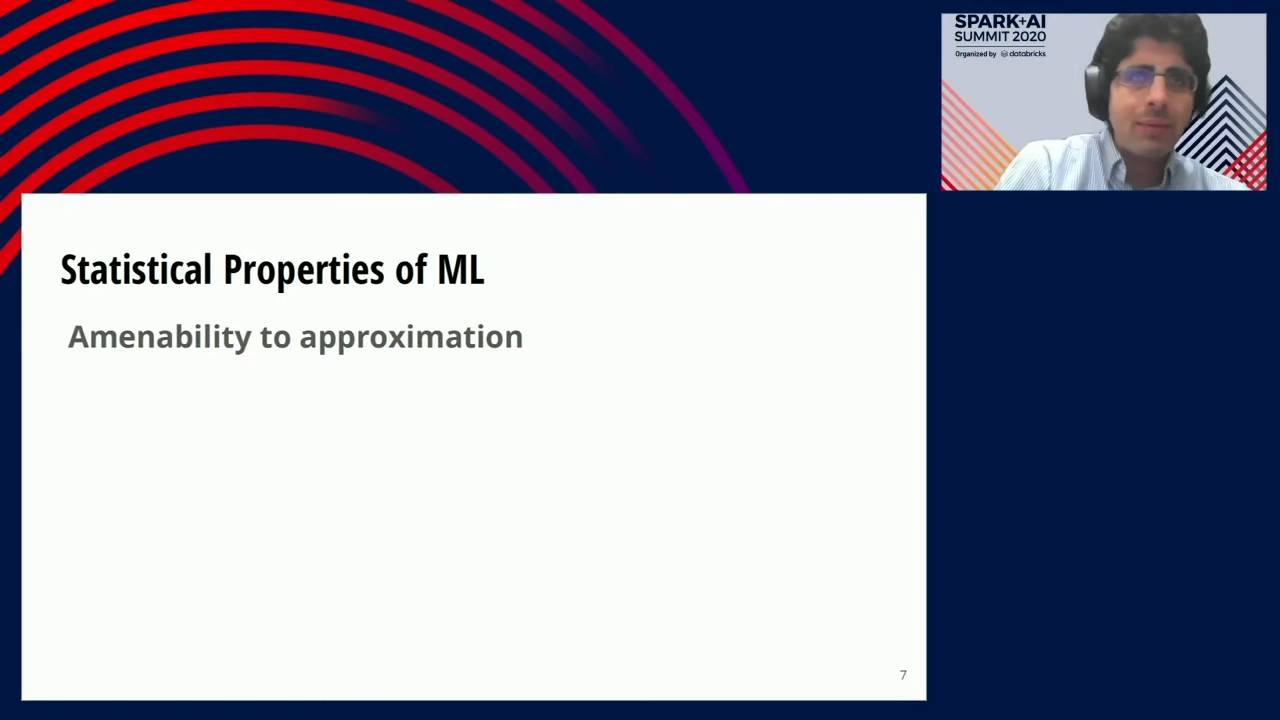 SPARK+AI
SUMMIT 2020
Organized by databricks
Statistical Properties of ML
Amenability to approximation
7